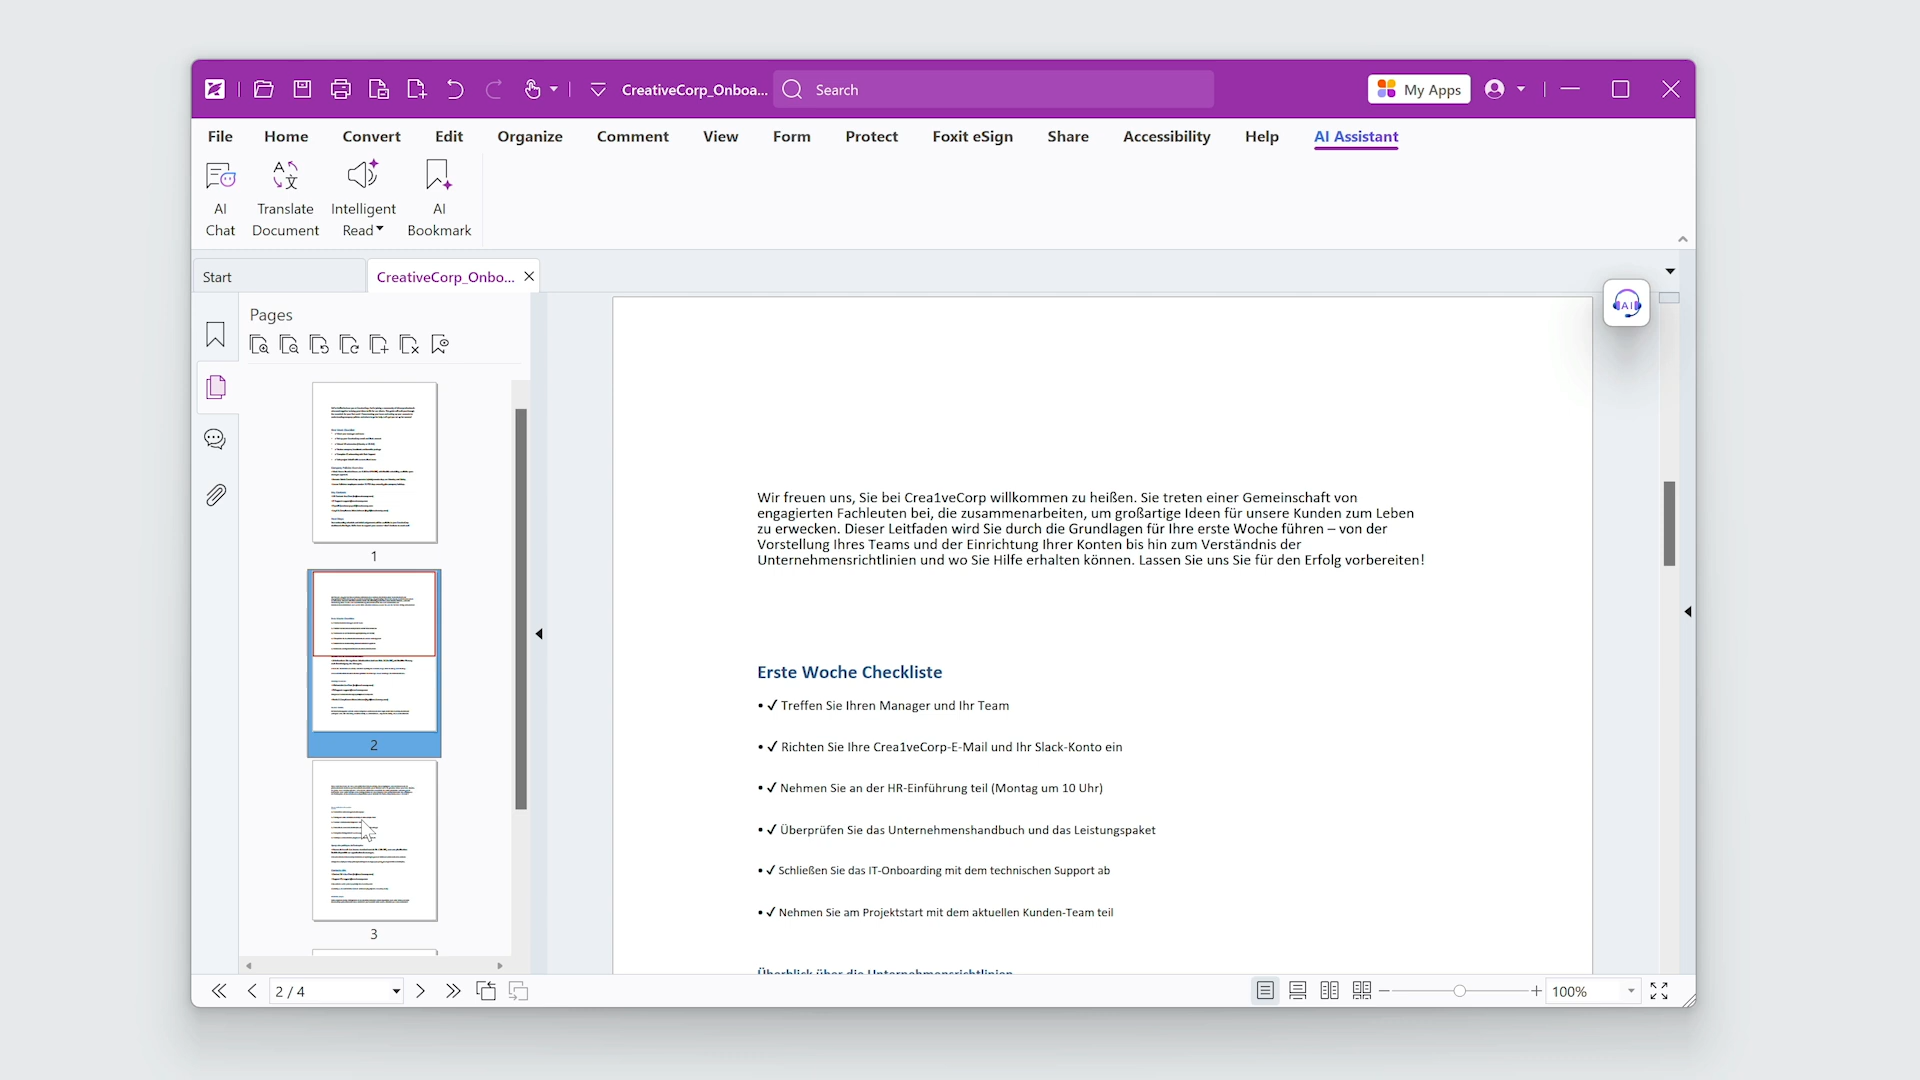 CreativeCorp_Onboa...
Search
My Apps
File Home Convert Edit Organize Comment View Form Protect Foxit eSign Share Accessibility Help AI Assistant
AI Chat
Translate Document
Intelligent Read
AI Bookmark
Start
CreativeCorp_Onbo...
AI
Pages
1
2
3
Wir freuen uns, Sie bei Crea1veCorp willkommen zu heißen. Sie treten einer Gemeinschaft von
engagierten Fachleuten bei, die zusammenarbeiten, um großartige Ideen für unsere Kunden zum Leben
zu erwecken. Dieser Leitfaden wird Sie durch die Grundlagen für Ihre erste Woche führen – von der
Vorstellung Ihres Teams und der Einrichtung Ihrer Konten bis hin zum Verständnis der
Unternehmensrichtlinien und wo Sie Hilfe erhalten können. Lassen Sie uns Sie für den Erfolg vorbereiten!
Erste Woche Checkliste
• ✓ Treffen Sie Ihren Manager und Ihr Team
• ✓ Richten Sie Ihre Crea1veCorp-E-Mail und Ihr Slack-Konto ein
• ✓ Nehmen Sie an der HR-Einführung teil (Montag um 10 Uhr)
• ✓ Überprüfen Sie das Unternehmenshandbuch und das Leistungspaket
• ✓ Schließen Sie das IT-Onboarding mit dem technischen Support ab
• ✓ Nehmen Sie am Projektstart mit dem aktuellen Kunden-Team teil
Überblick über die Unternehmensrichtlinien
2 / 4
100%